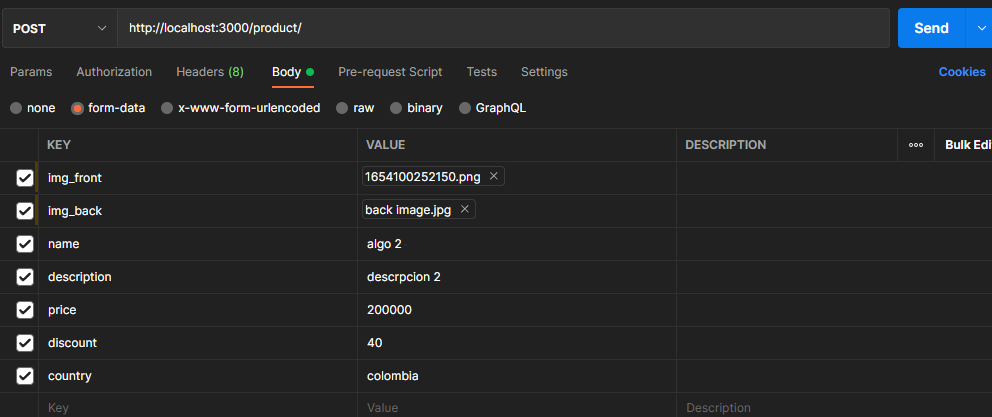 POST http://localhost:3000/product/ Send
Params Authorization Headers (8) Body Pre-request Script Tests Settings Cookies
none form-data x-www-form-urlencoded raw binary GraphQL
KEY VALUE DESCRIPTION ooo Bulk Edi
img_front 1654100252150.png ×
img_back back image.jpg ×
name algo 2
description descrpcion 2
price 200000
discount 40
country colombia
Key Value Description